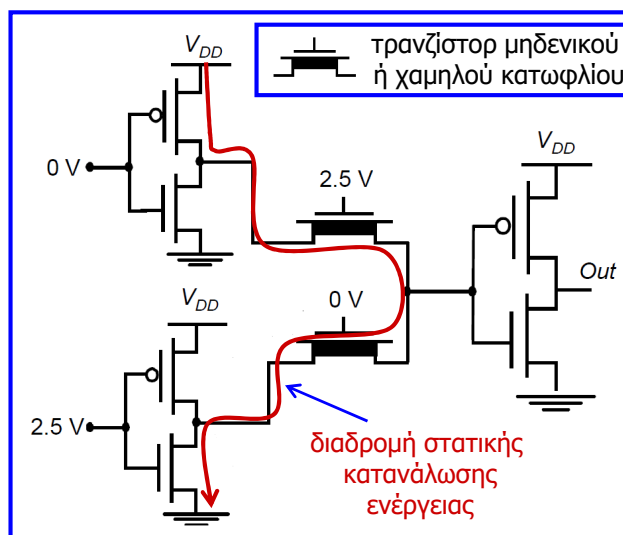 V_DD
τρανζίστορ μηδενικού
ή χαμηλού κατωφλίου
0 V
2.5 V
V_DD
V_DD
0 V
Out
2.5 V
διαδρομή στατικής
κατανάλωσης
ενέργειας